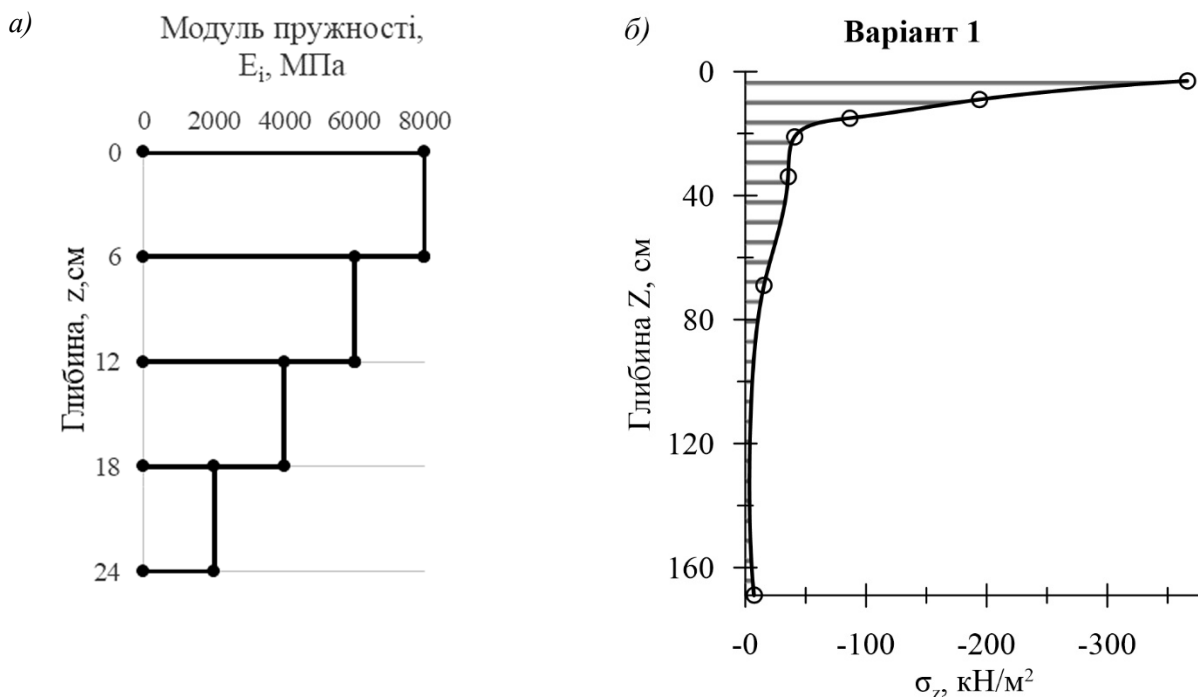 а)
Модуль пружності,
Eᵢ, МПа
0 2000 4000 6000 8000
0
6
12
18
24
Глибина, z,см
б)
Варіант 1
0
40
80
120
160
Глибина Z, см
-0 -100 -200 -300
σz, кН/м²